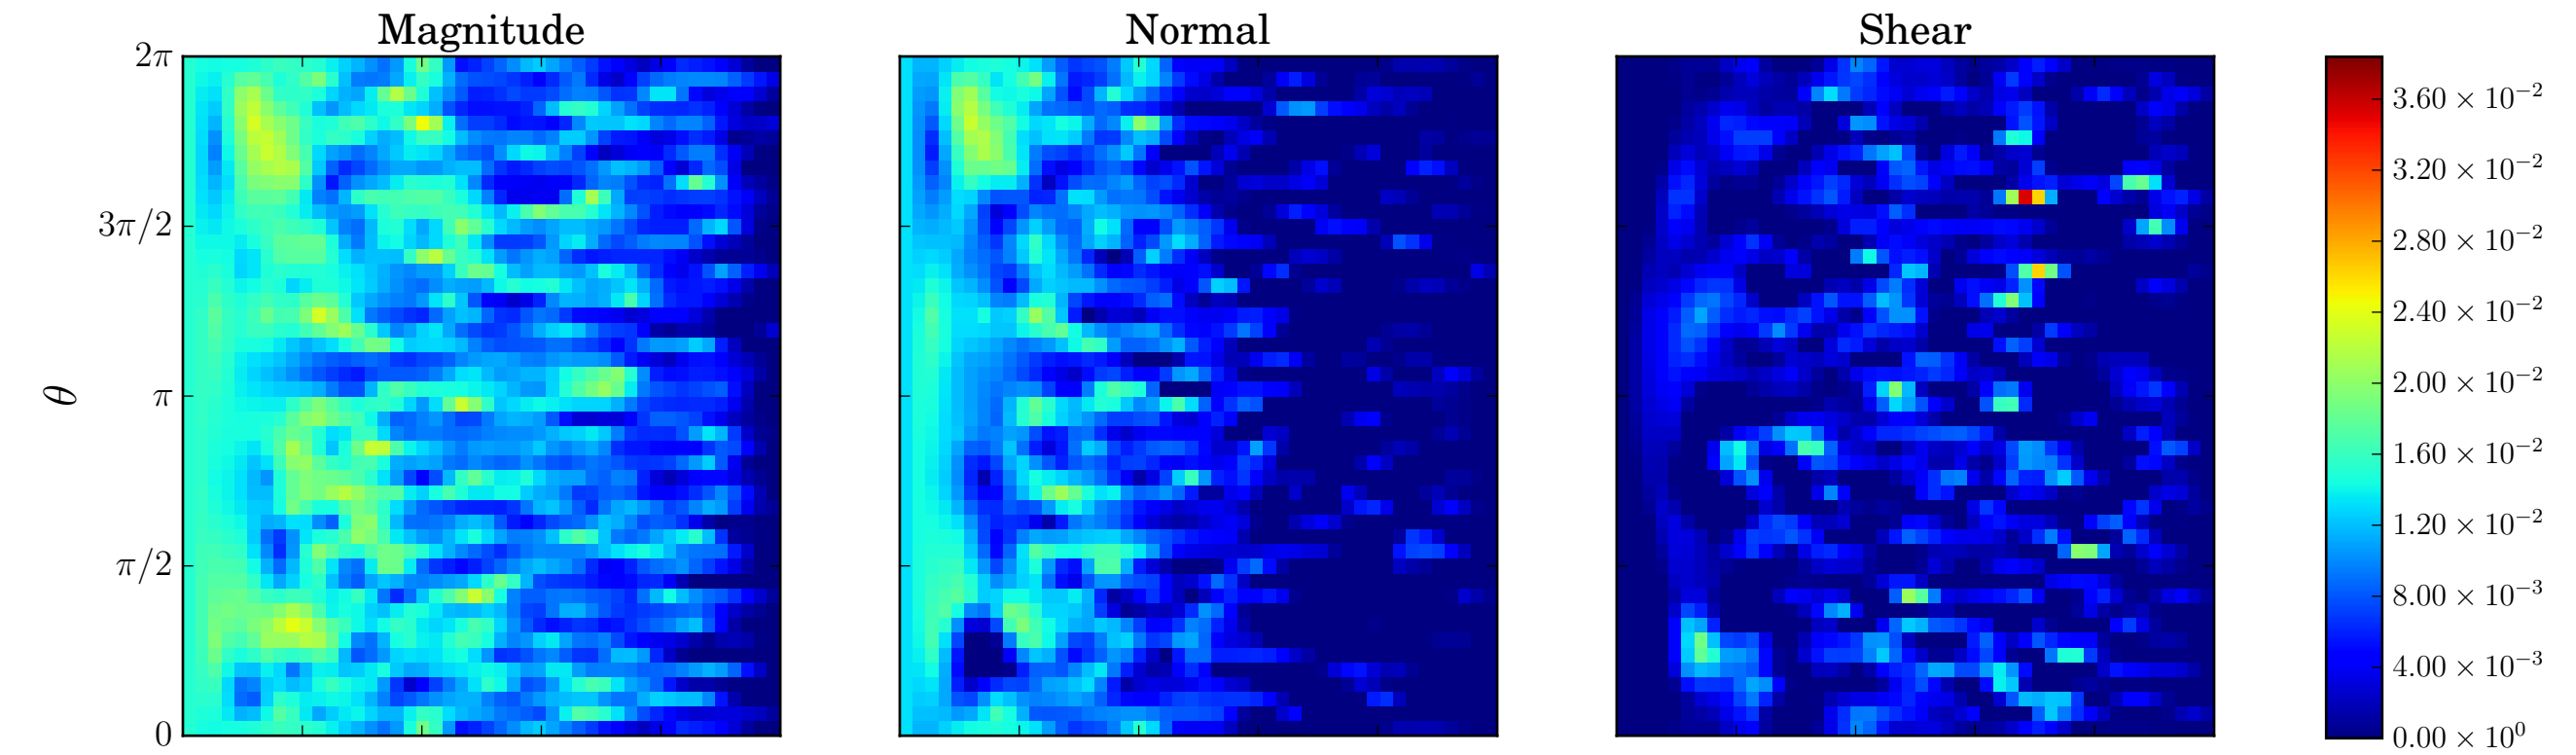 Magnitude
Normal
Shear
2π
3π/2
π
π/2
0
θ
3.60 × 10⁻²
3.20 × 10⁻²
2.80 × 10⁻²
2.40 × 10⁻²
2.00 × 10⁻²
1.60 × 10⁻²
1.20 × 10⁻²
8.00 × 10⁻³
4.00 × 10⁻³
0.00 × 10⁰